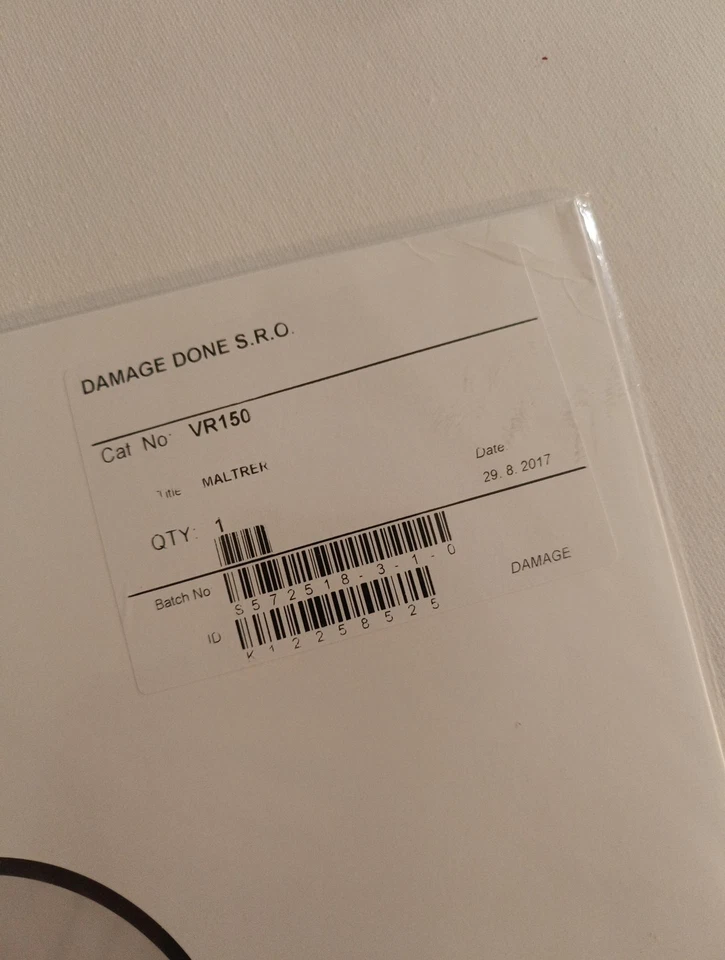 DAMAGE DONE S.R.O.
Cat No: VR150
Title MALTREK
Date
29. 8. 2017
QTY: 1
Batch No
S572518-3-1-0
DAMAGE
ID
K12258525